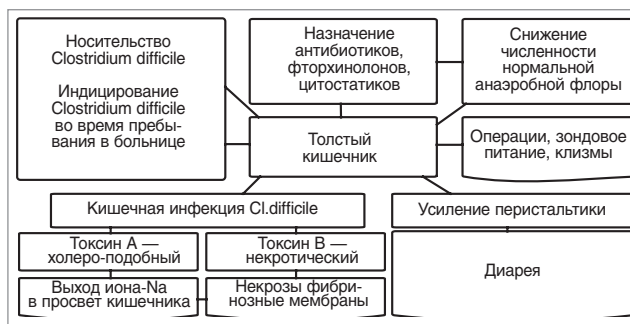 Носительство
Clostridium difficile
Индицирование
Clostridium difficile
во время пребы-
вания в больнице
Назначение
антибиотиков,
фторхинолонов,
цитостатиков
Снижение
численности
нормальной
анаэробной флоры
Толстый
кишечник
Операции, зондовое
питание, клизмы
Кишечная инфекция Cl.difficile
Усиление перистальтики
Токсин А —
холеро-подобный
Токсин В —
некротический
Диарея
Выход иона-Na
в просвет кишечника
Некрозы фибри-
нозные мембраны